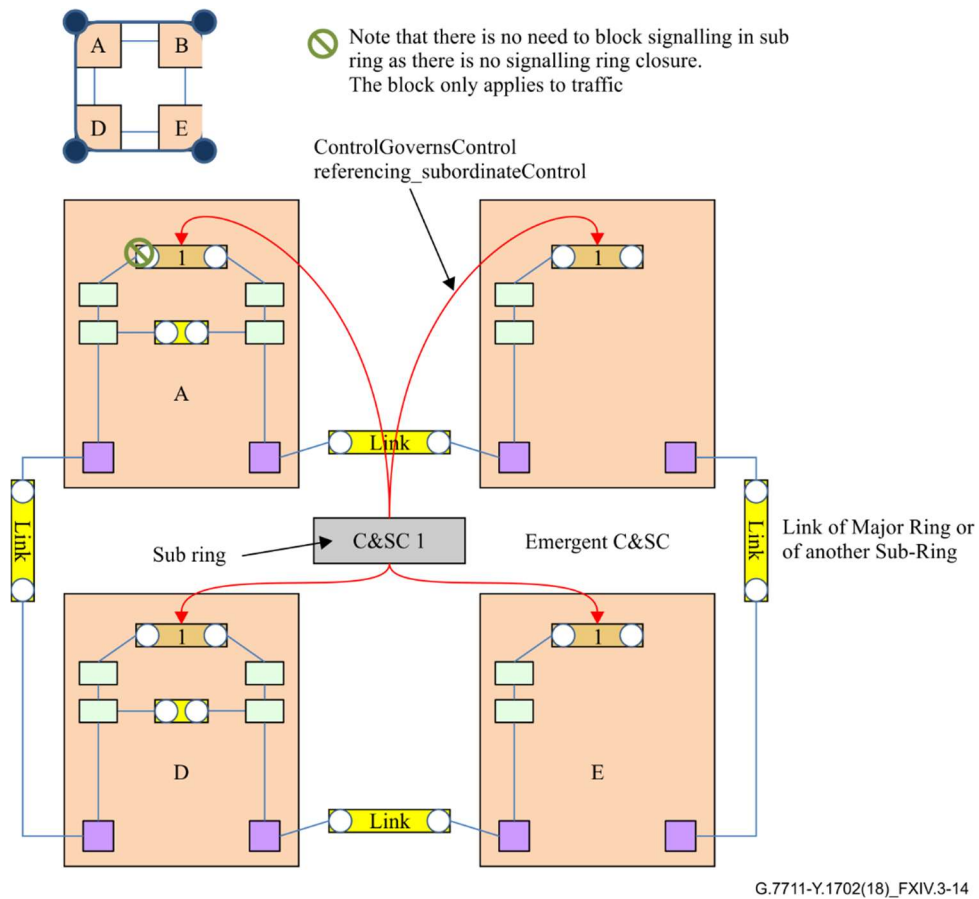 A B
D E
Note that there is no need to block signalling in sub
ring as there is no signalling ring closure.
The block only applies to traffic
ControlGovernsControl
referencing_subordinateControl
1
1
A
Link
Link
Link
Link of Major Ring or
of another Sub-Ring
Sub ring
C&SC 1
Emergent C&SC
1
1
D
E
Link
G.7711-Y.1702(18)_FXIV.3-14